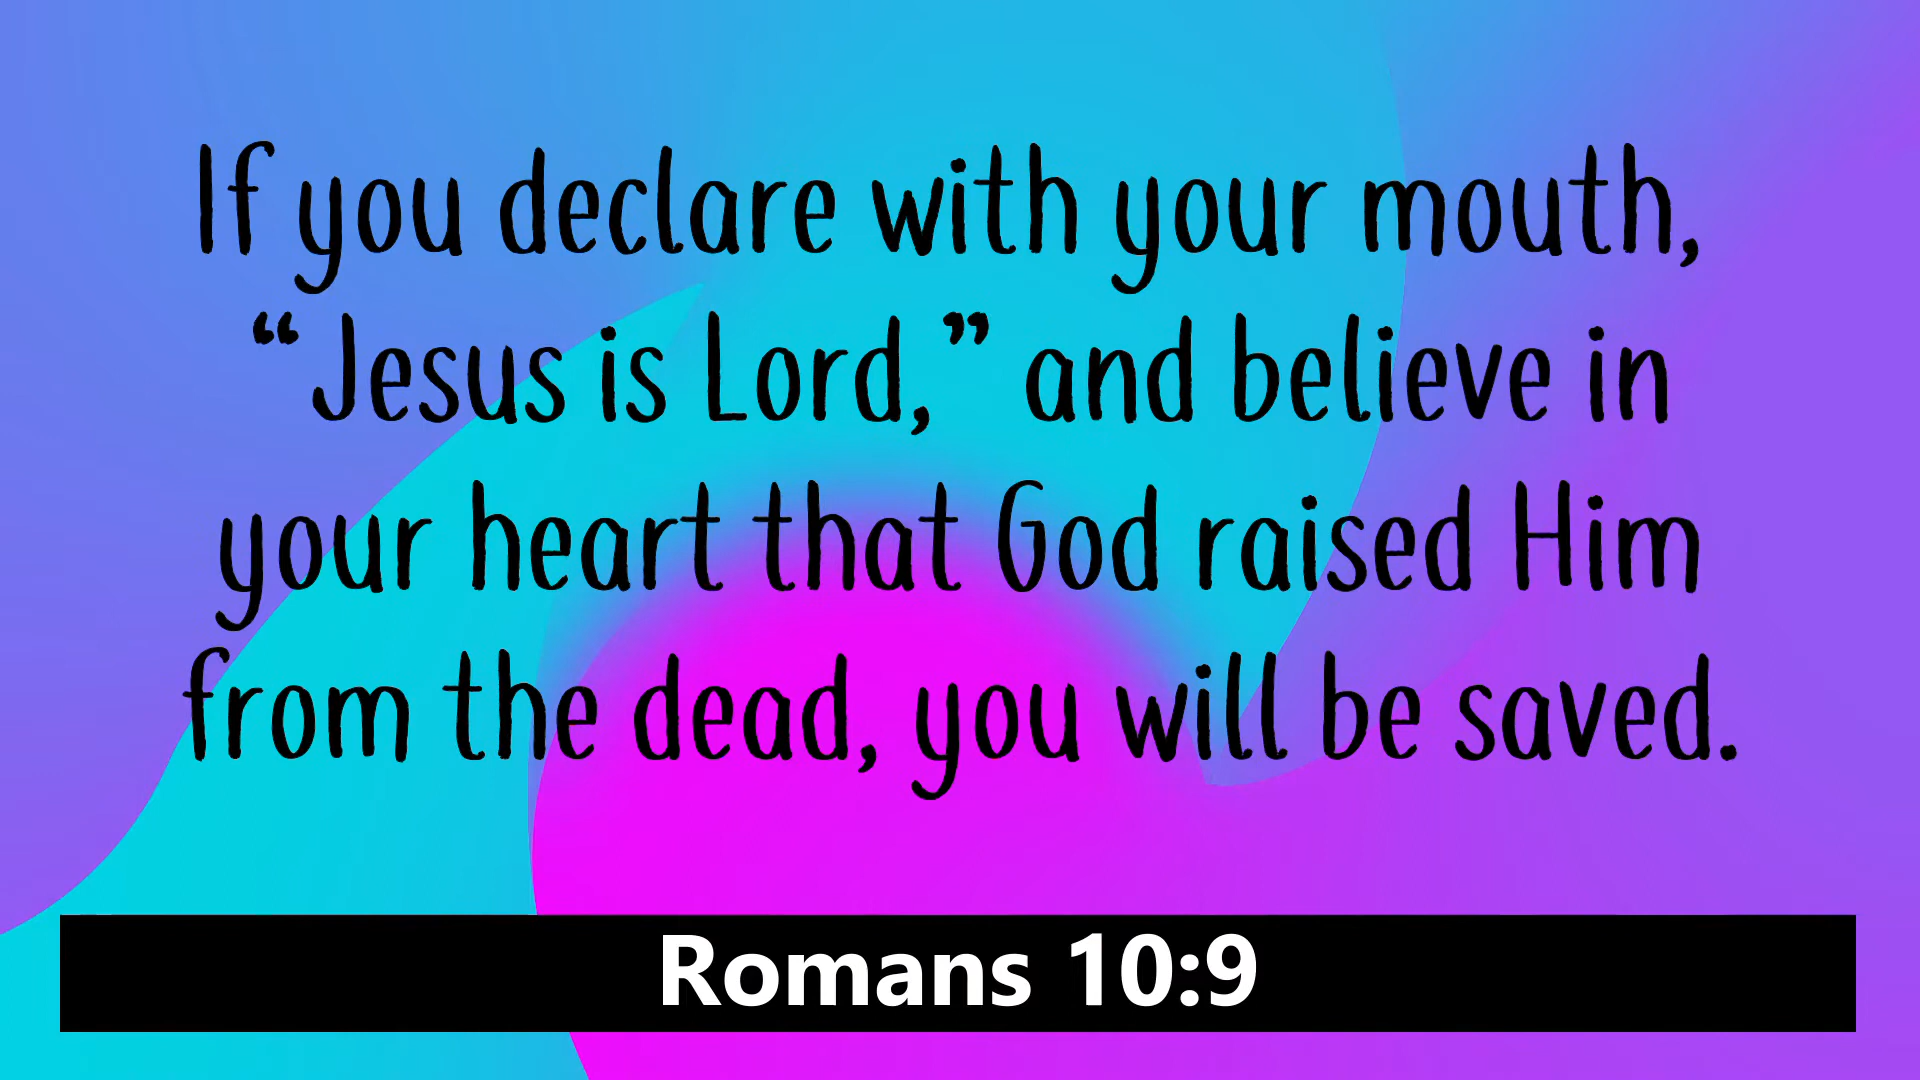 If you declare with your mouth,
“Jesus is Lord,” and believe in
your heart that God raised Him
from the dead, you will be saved.
Romans 10:9